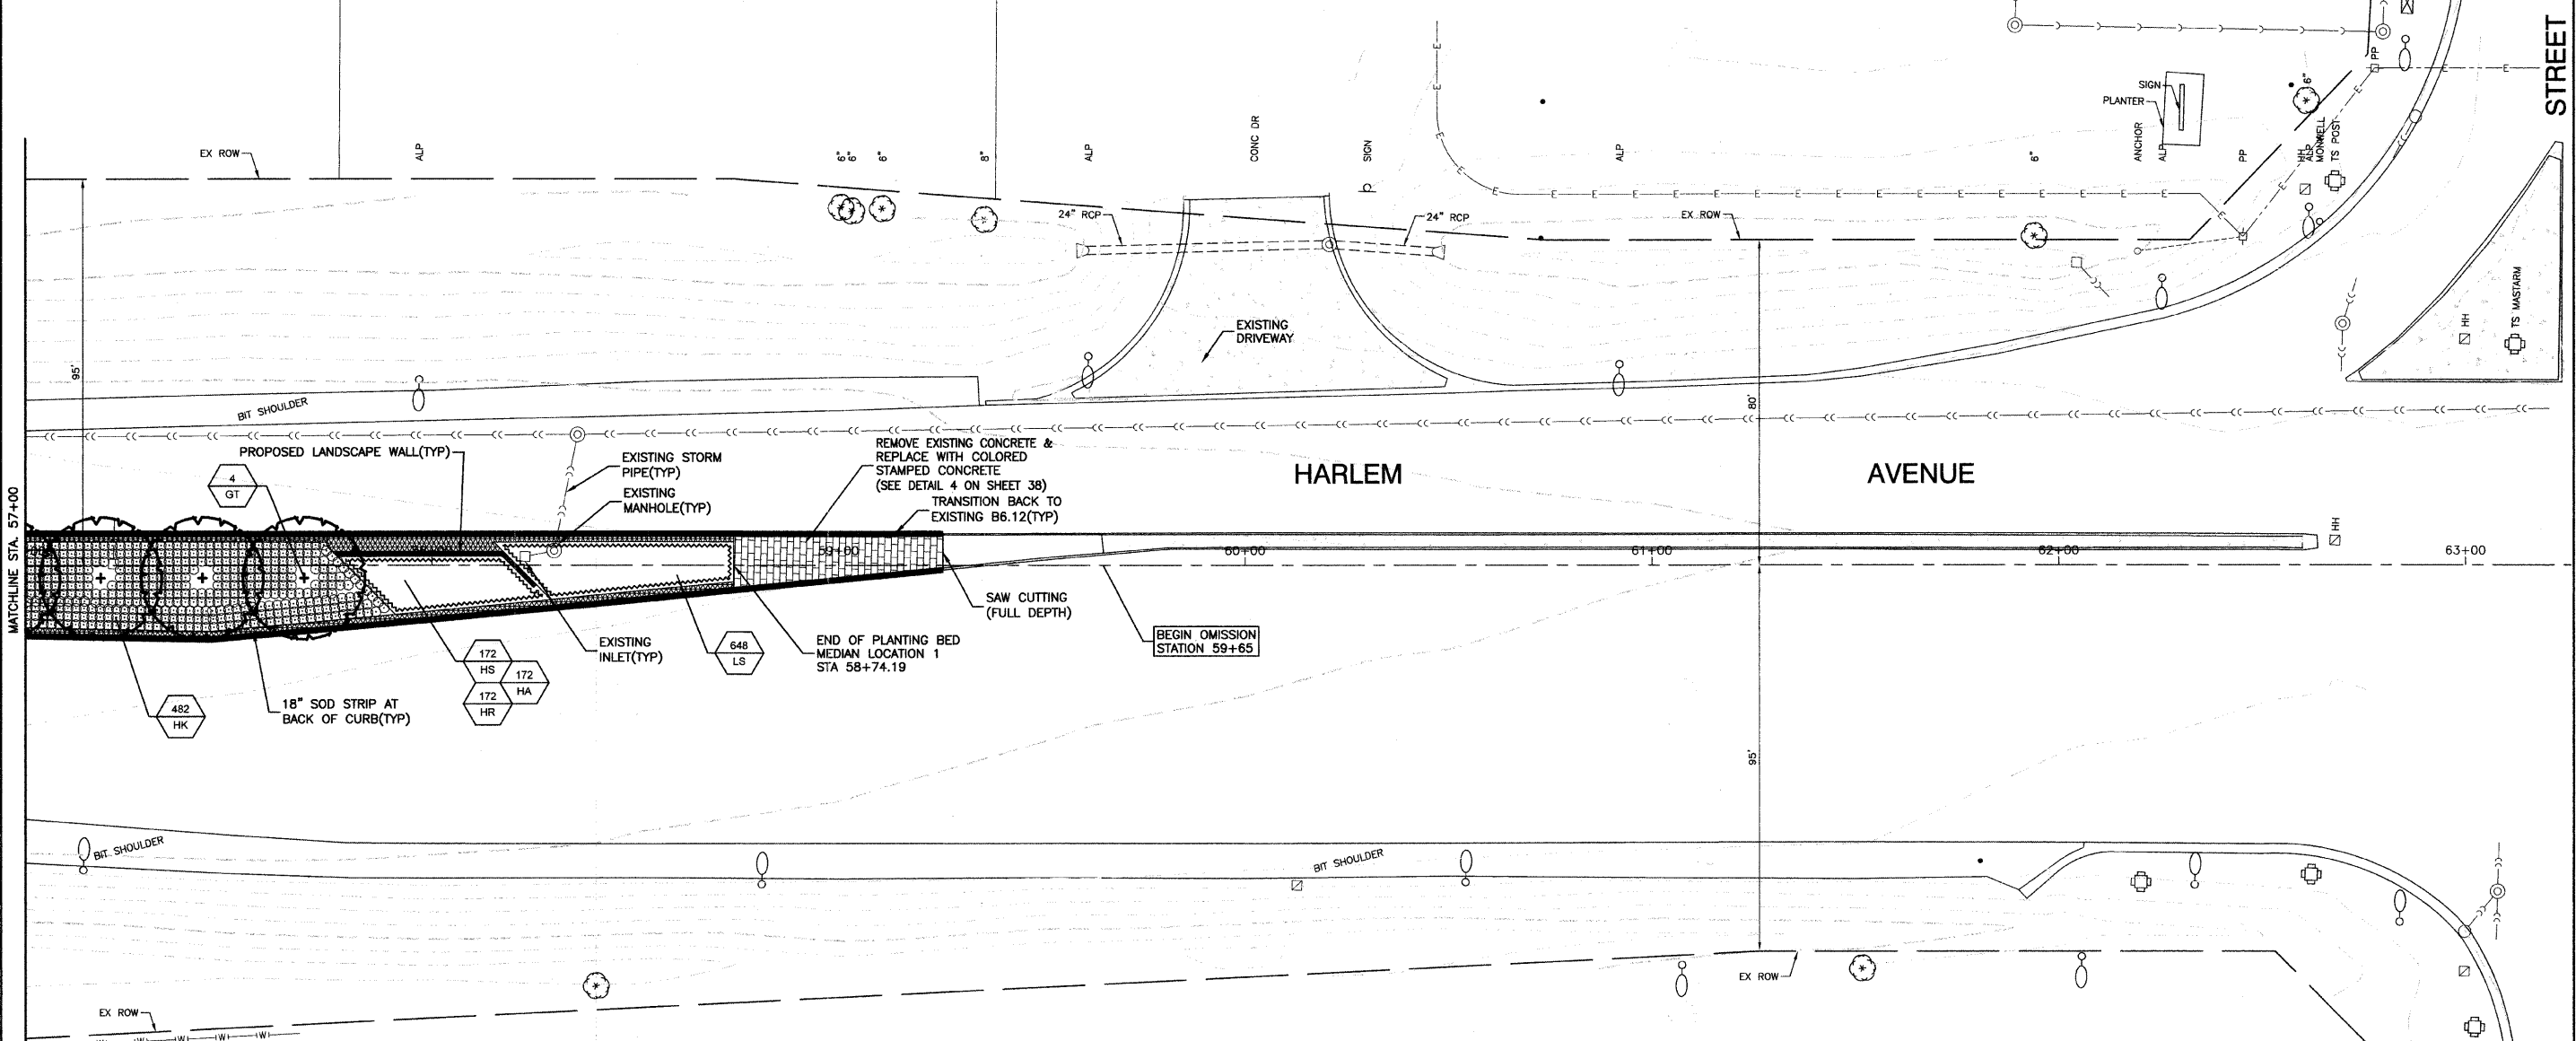 STREET
SIGN
PLANTER
PP
6"
EX ROW
ALP
6"
6"
6"
8"
ALP
CONC DR
SIGN
ALP
6"
ANCHOR
ALP
PP
HH
ALP
MONWELL
TS POST
24" RCP
24" RCP
EX ROW
EXISTING
DRIVEWAY
HH
TS MASTARM
95'
80'
BIT SHOULDER
PROPOSED LANDSCAPE WALL(TYP)
4
GT
EXISTING STORM
PIPE(TYP)
EXISTING
MANHOLE(TYP)
REMOVE EXISTING CONCRETE &
REPLACE WITH COLORED
STAMPED CONCRETE
(SEE DETAIL 4 ON SHEET 38)
TRANSITION BACK TO
EXISTING B6.12(TYP)
HARLEM
AVENUE
MATCHLINE STA. 57+00
HH
59+00
60+00
61+00
62+00
63+00
SAW CUTTING
(FULL DEPTH)
BEGIN OMISSION
STATION 59+65
END OF PLANTING BED
MEDIAN LOCATION 1
STA 58+74.19
EXISTING
INLET(TYP)
648
LS
172
HS
172
HA
172
HR
18" SOD STRIP AT
BACK OF CURB(TYP)
482
HK
95'
BIT SHOULDER
BIT SHOULDER
EX ROW
EX ROW